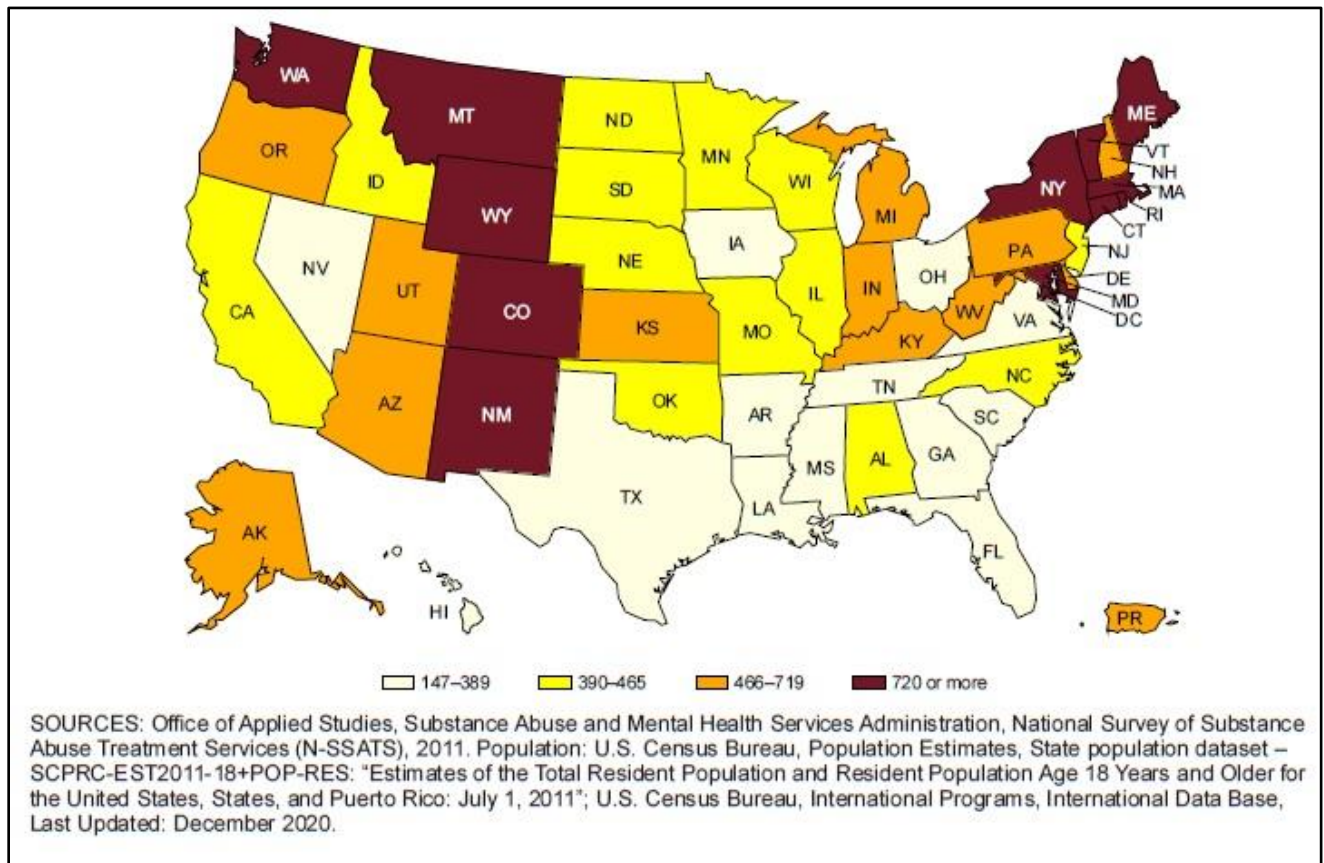 WA
MT
ME
ND
OR
MN
VT
ID
NH
SD
WI
NY
MA
WY
MI
RI
CT
IA
PA
NJ
NE
NV
OH
DE
UT
IL
IN
MD
CA
CO
WV
DC
KS
MO
VA
KY
NC
TN
AZ
OK
NM
AR
SC
MS
AL
GA
TX
LA
AK
FL
HI
PR
147–389 390–465 466–719 720 or more
SOURCES: Office of Applied Studies, Substance Abuse and Mental Health Services Administration, National Survey of Substance
Abuse Treatment Services (N-SSATS), 2011. Population: U.S. Census Bureau, Population Estimates, State population dataset –
SCPRC-EST2011-18+POP-RES: “Estimates of the Total Resident Population and Resident Population Age 18 Years and Older for
the United States, States, and Puerto Rico: July 1, 2011”; U.S. Census Bureau, International Programs, International Data Base,
Last Updated: December 2020.